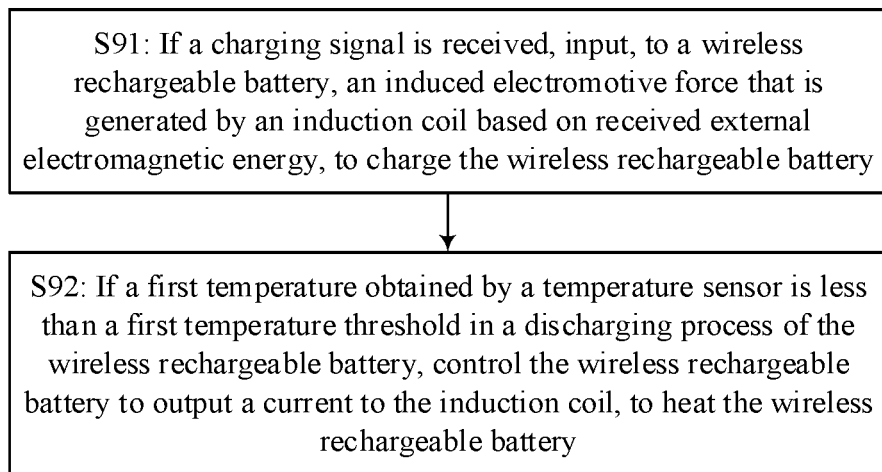 S91: If a charging signal is received, input, to a wireless
rechargeable battery, an induced electromotive force that is
generated by an induction coil based on received external
electromagnetic energy, to charge the wireless rechargeable battery
S92: If a first temperature obtained by a temperature sensor is less
than a first temperature threshold in a discharging process of the
wireless rechargeable battery, control the wireless rechargeable
battery to output a current to the induction coil, to heat the wireless
rechargeable battery